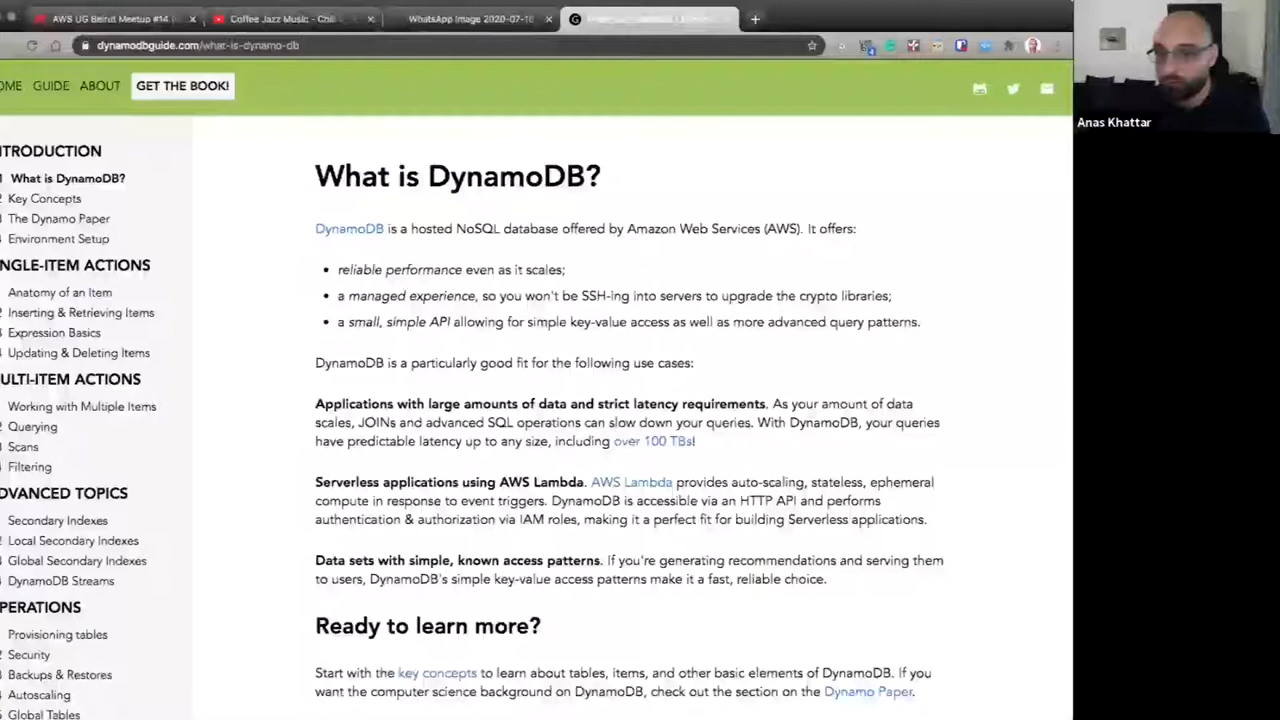 AWS UG Beirut Meetup #14
Coffee Jazz Music - Chil
WhatsApp Image 2020-07-16
dynamodbguide.com/what-is-dynamo-db
OME GUIDE ABOUT GET THE BOOK!
Anas Khattar
NTRODUCTION
What is DynamoDB?
Key Concepts
The Dynamo Paper
Environment Setup
NGLE-ITEM ACTIONS
Anatomy of an Item
Inserting & Retrieving Items
Expression Basics
Updating & Deleting Items
ULTI-ITEM ACTIONS
Working with Multiple Items
Querying
Scans
Filtering
DVANCED TOPICS
Secondary Indexes
Local Secondary Indexes
Global Secondary Indexes
DynamoDB Streams
PERATIONS
Provisioning tables
Security
Backups & Restores
Autoscaling
Global Tables
What is DynamoDB?
DynamoDB is a hosted NoSQL database offered by Amazon Web Services (AWS). It offers:
• reliable performance even as it scales;
• a managed experience, so you won't be SSH-ing into servers to upgrade the crypto libraries;
• a small, simple API allowing for simple key-value access as well as more advanced query patterns.
DynamoDB is a particularly good fit for the following use cases:
Applications with large amounts of data and strict latency requirements. As your amount of data
scales, JOINs and advanced SQL operations can slow down your queries. With DynamoDB, your queries
have predictable latency up to any size, including over 100 TBs!
Serverless applications using AWS Lambda. AWS Lambda provides auto-scaling, stateless, ephemeral
compute in response to event triggers. DynamoDB is accessible via an HTTP API and performs
authentication & authorization via IAM roles, making it a perfect fit for building Serverless applications.
Data sets with simple, known access patterns. If you're generating recommendations and serving them
to users, DynamoDB's simple key-value access patterns make it a fast, reliable choice.
Ready to learn more?
Start with the key concepts to learn about tables, items, and other basic elements of DynamoDB. If you
want the computer science background on DynamoDB, check out the section on the Dynamo Paper.